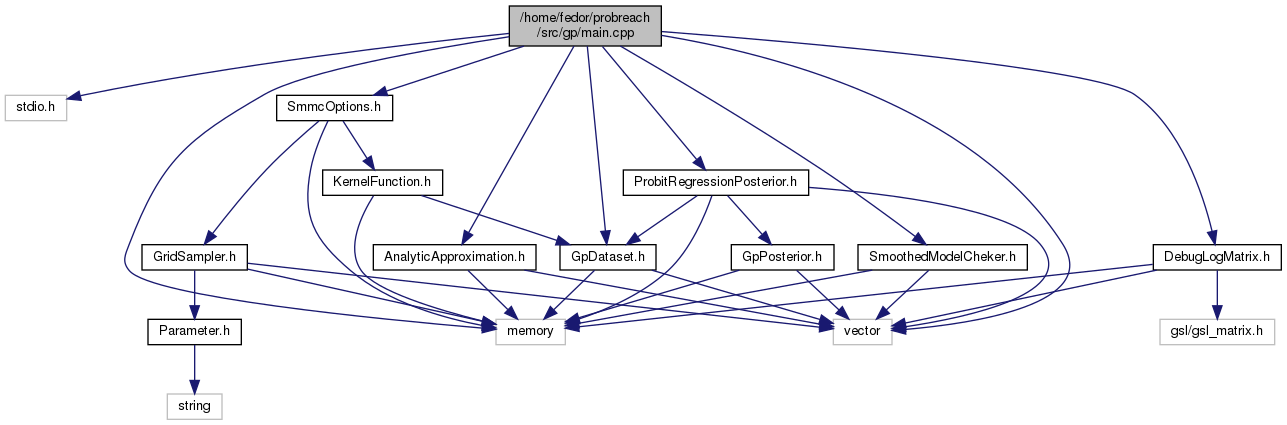 /home/fedor/probreach
/src/gp/main.cpp
stdio.h
SmmcOptions.h
KernelFunction.h
ProbitRegressionPosterior.h
GridSampler.h
AnalyticApproximation.h
GpDataset.h
GpPosterior.h
SmoothedModelCheker.h
DebugLogMatrix.h
Parameter.h
memory
vector
gsl/gsl_matrix.h
string